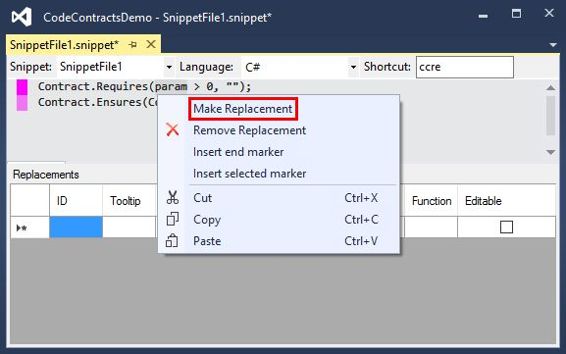 CodeContractsDemo - SnippetFile1.snippet*
SnippetFile1.snippet*
Snippet: SnippetFile1 Language: C# Shortcut: ccre
Contract.Requires(param > 0, "");
Contract.Ensures(Co
Make Replacement
Remove Replacement
Insert end marker
Insert selected marker
Cut Ctrl+X
Copy Ctrl+C
Paste Ctrl+V
Replacements
ID Tooltip Function Editable